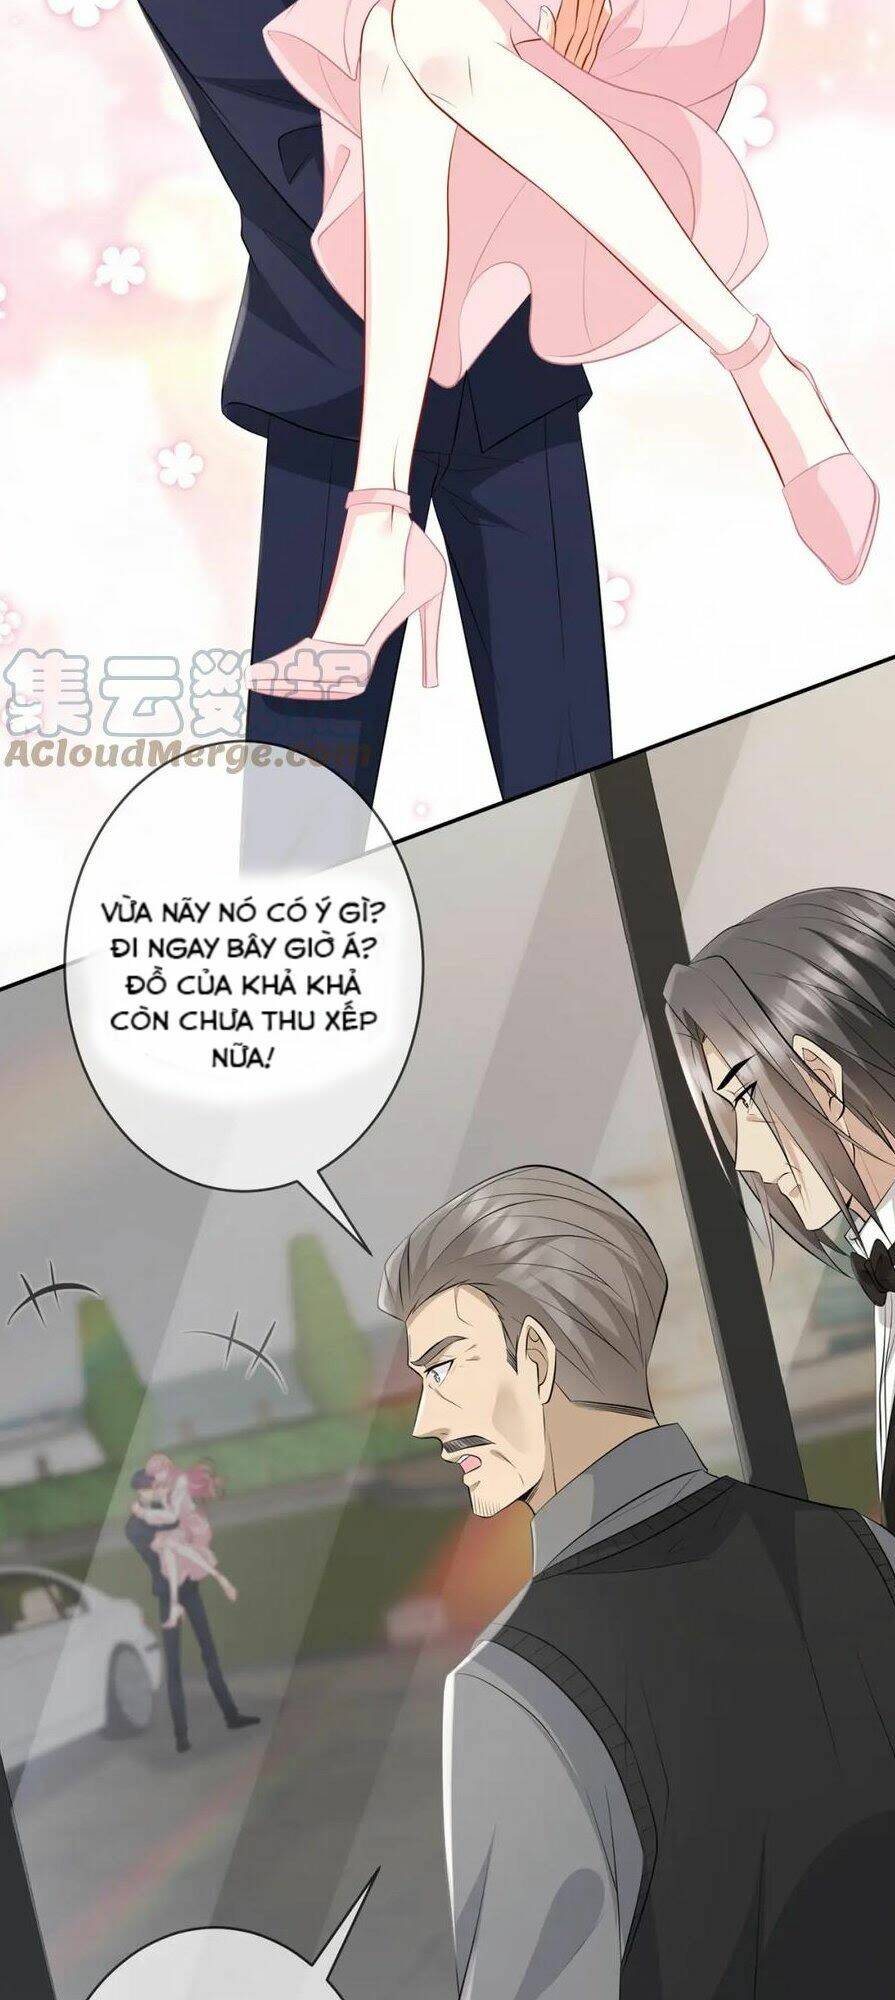 集云数据
ACloudMerge.com
VỪA NÃY NÓ CÓ Ý GÌ?
ĐI NGAY BÂY GIỜ Á?
ĐỒ CỦA KHẢ KHẢ
CÒN CHƯA THU XẾP
NỮA!